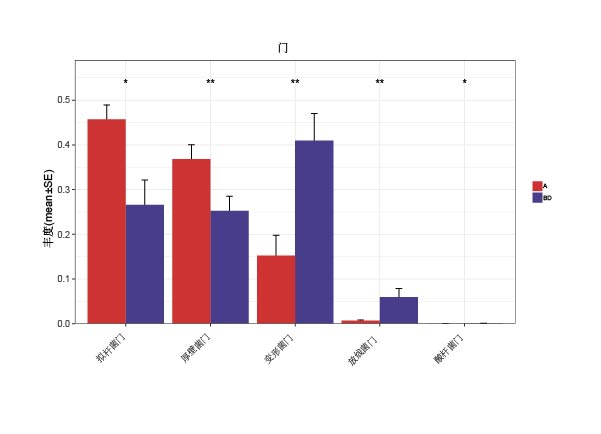 门
* ** ** ** *
丰度(mean±SE)
0.5
0.4
0.3
0.2
0.1
0.0
A
BD
拟杆菌门
厚壁菌门
变形菌门
放线菌门
酸杆菌门